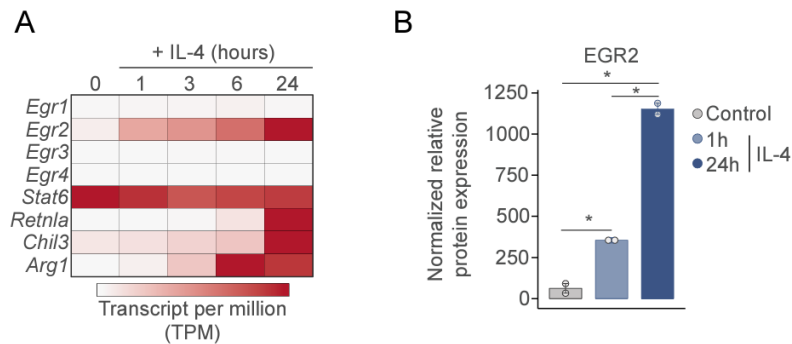 A
+ IL-4 (hours)
0 1 3 6 24
Egr1
Egr2
Egr3
Egr4
Stat6
Retnla
Chil3
Arg1
Transcript per million
(TPM)
B
EGR2
Normalized relative
protein expression
1250
1000
750
500
250
0
*
*
*
Control
1h
24h
IL-4